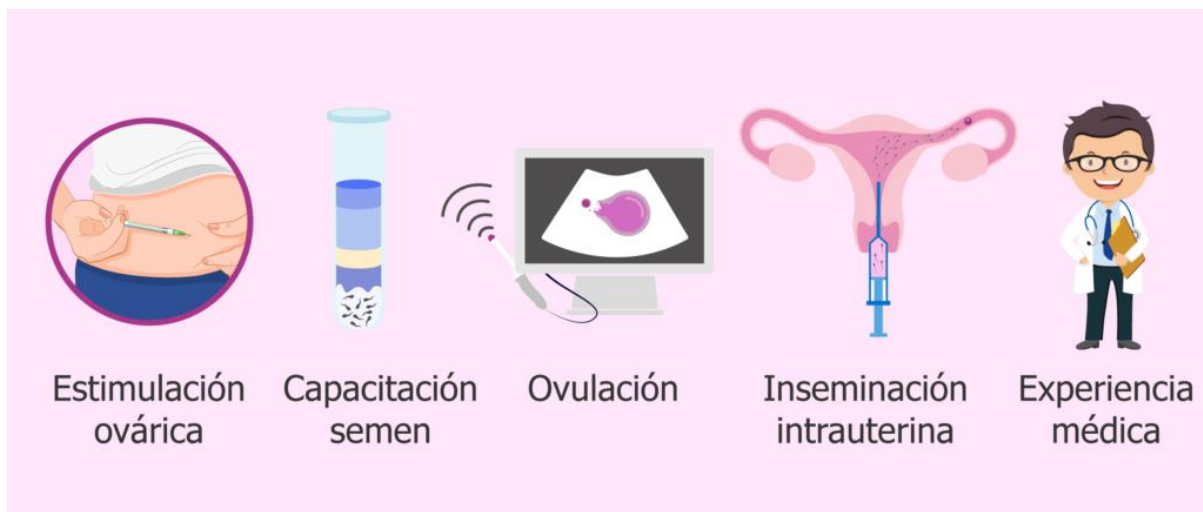 Estimulación
ovárica
Capacitación
semen
Ovulación
Inseminación
intrauterina
Experiencia
médica